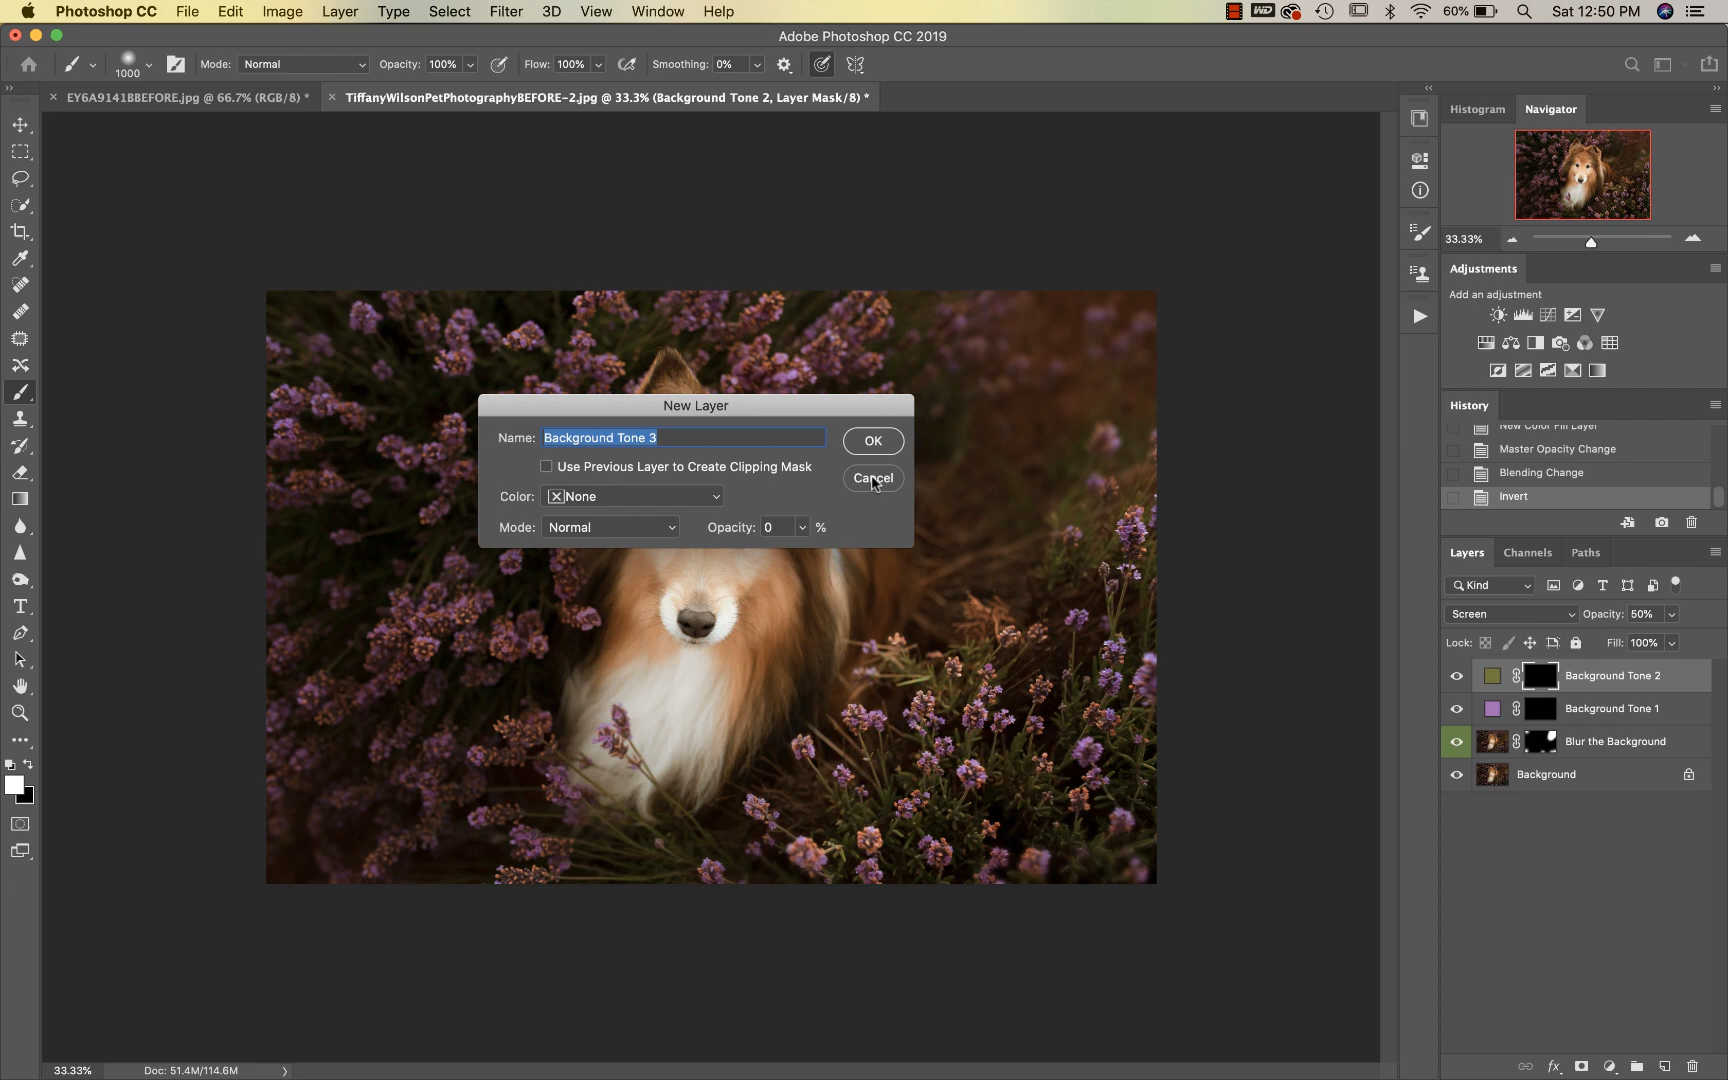 Photoshop CC File Edit Image Layer Type Select Filter 3D View Window Help WD 60% Sat 12:50 PM
Adobe Photoshop CC 2019
1000 Mode: Normal Opacity: 100% Flow: 100% Smoothing: 0%
EY6A9141BBEFORE.jpg @ 66.7% (RGB/8) * TiffanyWilsonPetPhotographyBEFORE-2.jpg @ 33.3% (Background Tone 2, Layer Mask/8) *
Histogram Navigator
33.33%
Adjustments
Add an adjustment
History
New Color Fill Layer
Master Opacity Change
Blending Change
Invert
New Layer
Name: Background Tone 3 OK
Use Previous Layer to Create Clipping Mask Cancel
Color: None
Mode: Normal Opacity: 0 %
Layers Channels Paths
Kind
Screen Opacity: 50%
Lock: Fill: 100%
Background Tone 2
Background Tone 1
Blur the Background
Background
33.33% Doc: 51.4M/114.6M